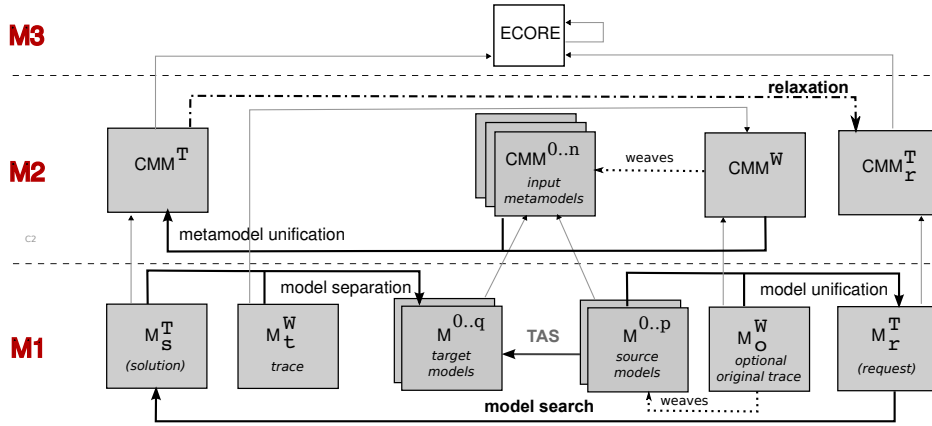 M3
ECORE
relaxation
M2
CMM^T
CMM^0..n
input
metamodels
weaves
CMM^W
CMM^T_r
metamodel unification
C2
model separation
model unification
M1
M^T_s
(solution)
M^W_t
trace
M^0..q
target
models
TAS
M^0..p
source
models
M^W_o
optional
original trace
M^T_r
(request)
weaves
model search